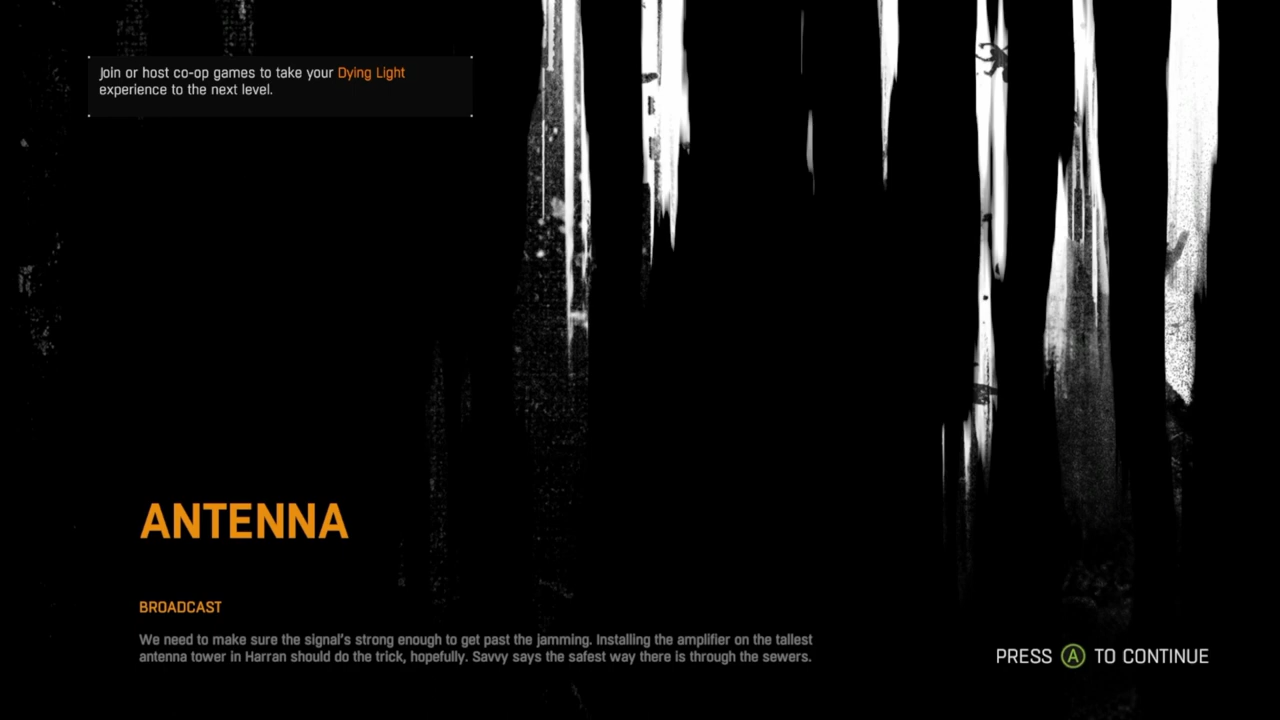 Join or host co-op games to take your Dying Light
experience to the next level.
ANTENNA
BROADCAST
We need to make sure the signal's strong enough to get past the jamming. Installing the amplifier on the tallest
antenna tower in Harran should do the trick, hopefully. Savvy says the safest way there is through the sewers.
PRESS A TO CONTINUE